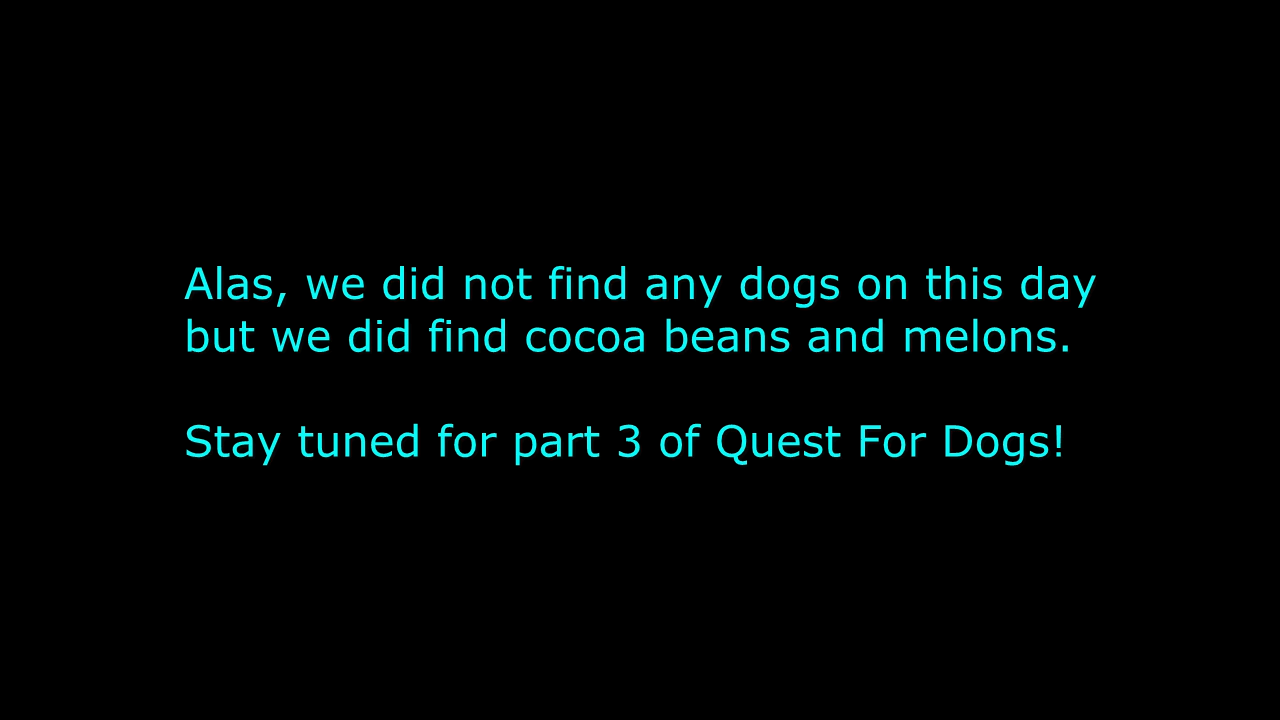 Alas, we did not find any dogs on this day
but we did find cocoa beans and melons.
Stay tuned for part 3 of Quest For Dogs!